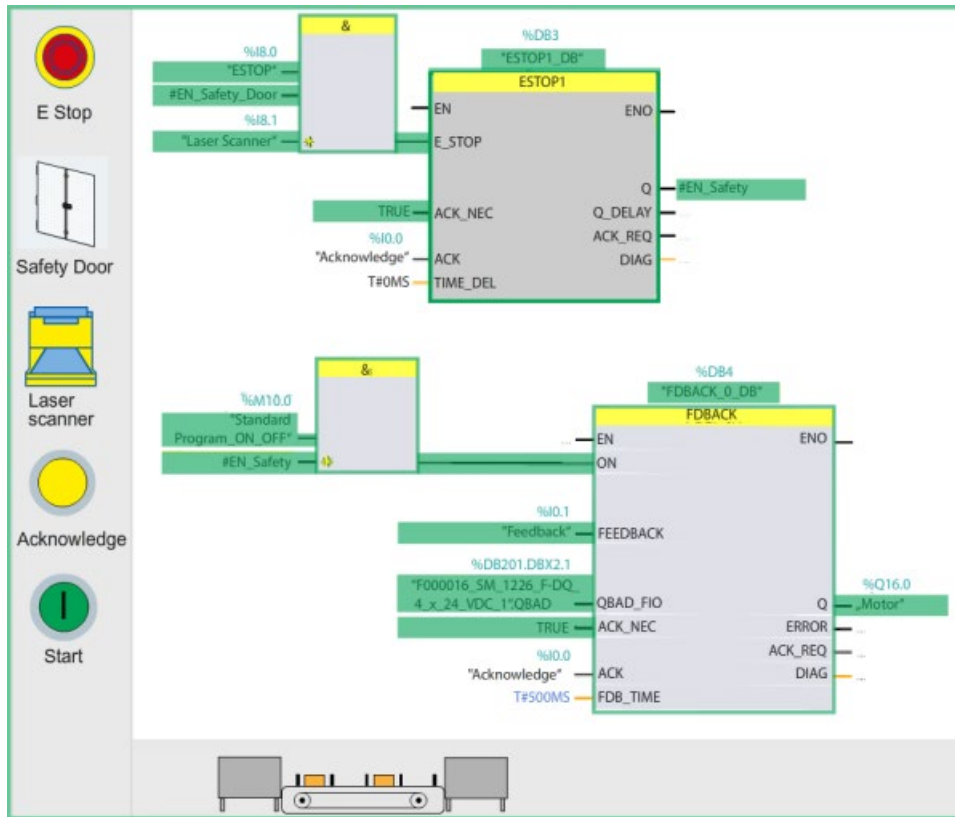 E Stop
Safety Door
Laser
scanner
Acknowledge
Start
&
%I8.0
"ESTOP"
#EN_Safety_Door
%I8.1
"Laser Scanner"
%DB3
"ESTOP1_DB"
ESTOP1
EN
ENO
E_STOP
Q
#EN_Safety
TRUE
ACK_NEC
Q_DELAY
...
%I0.0
ACK_REQ
...
"Acknowledge"
ACK
DIAG
...
T#0MS
TIME_DEL
&
%M10.0
"Standard
Program_ON_OFF"
#EN_Safety
%DB4
"FDBACK_0_DB"
FDBACK
...
EN
ENO
ON
%I0.1
"Feedback"
FEEDBACK
%DB201.DBX2.1
"F000016_SM_1226_F-DQ_
4_x_24_VDC_1".QBAD
QBAD_FIO
Q
%Q16.0
„Motor"
TRUE
ACK_NEC
ERROR
...
%I0.0
ACK_REQ
...
"Acknowledge"
ACK
DIAG
...
T#500MS
FDB_TIME